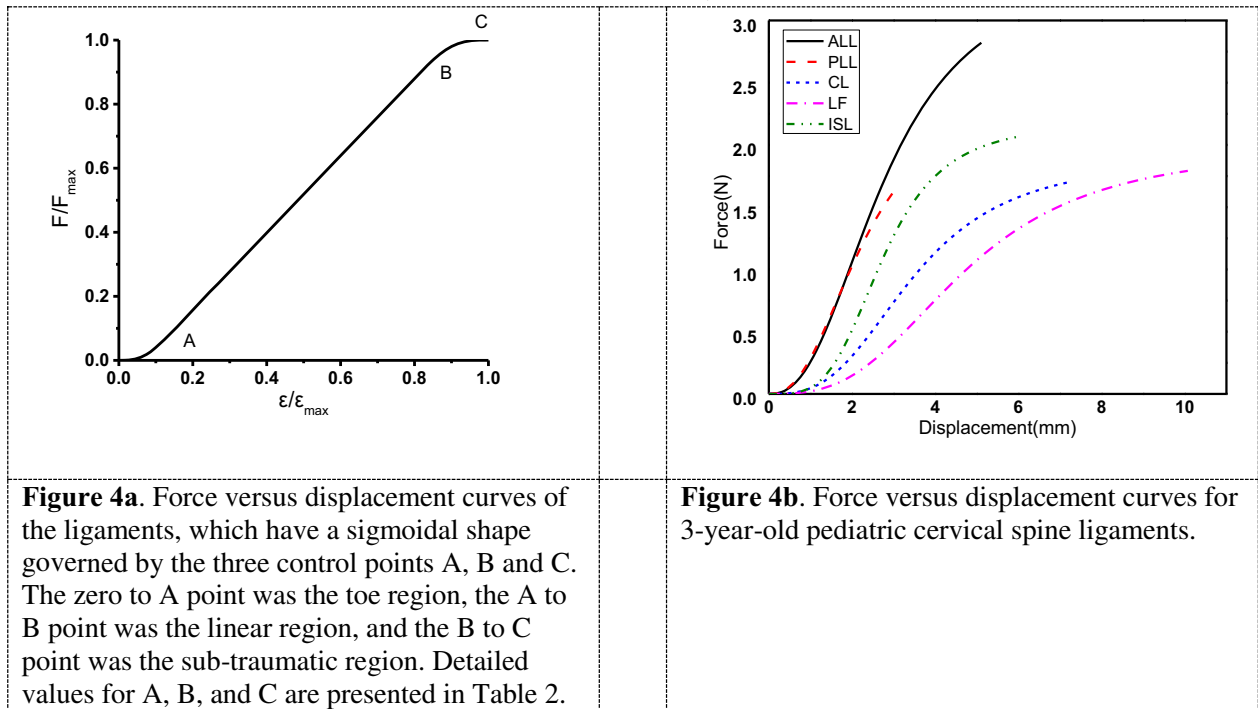 C
1.0
B
0.8
0.6
F/Fmax
0.4
0.2
A
0.0
0.0 0.2 0.4 0.6 0.8 1.0
ε/εmax
3.0
ALL
PLL
CL
LF
ISL
2.5
2.0
1.5
Force(N)
1.0
0.5
0.0
0 2 4 6 8 10
Displacement(mm)
Figure 4a. Force versus displacement curves of
the ligaments, which have a sigmoidal shape
governed by the three control points A, B and C.
The zero to A point was the toe region, the A to
B point was the linear region, and the B to C
point was the sub-traumatic region. Detailed
values for A, B, and C are presented in Table 2.
Figure 4b. Force versus displacement curves for
3-year-old pediatric cervical spine ligaments.